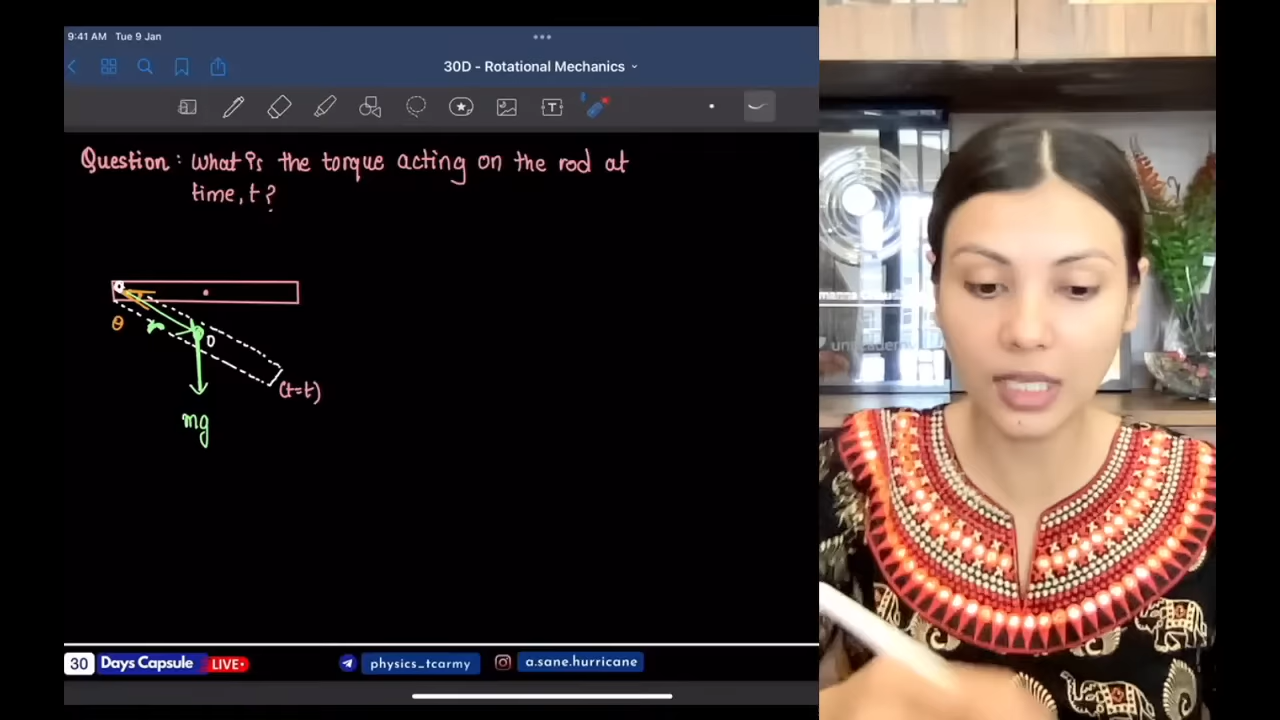 9:41 AM Tue 9 Jan
30D - Rotational Mechanics
T
Question: What is the torque acting on the rod at
time, t?
θ
r
O
(t=t)
mg
unacademy
30 Days Capsule LIVE
physics_tcarmy
a.sane.hurricane